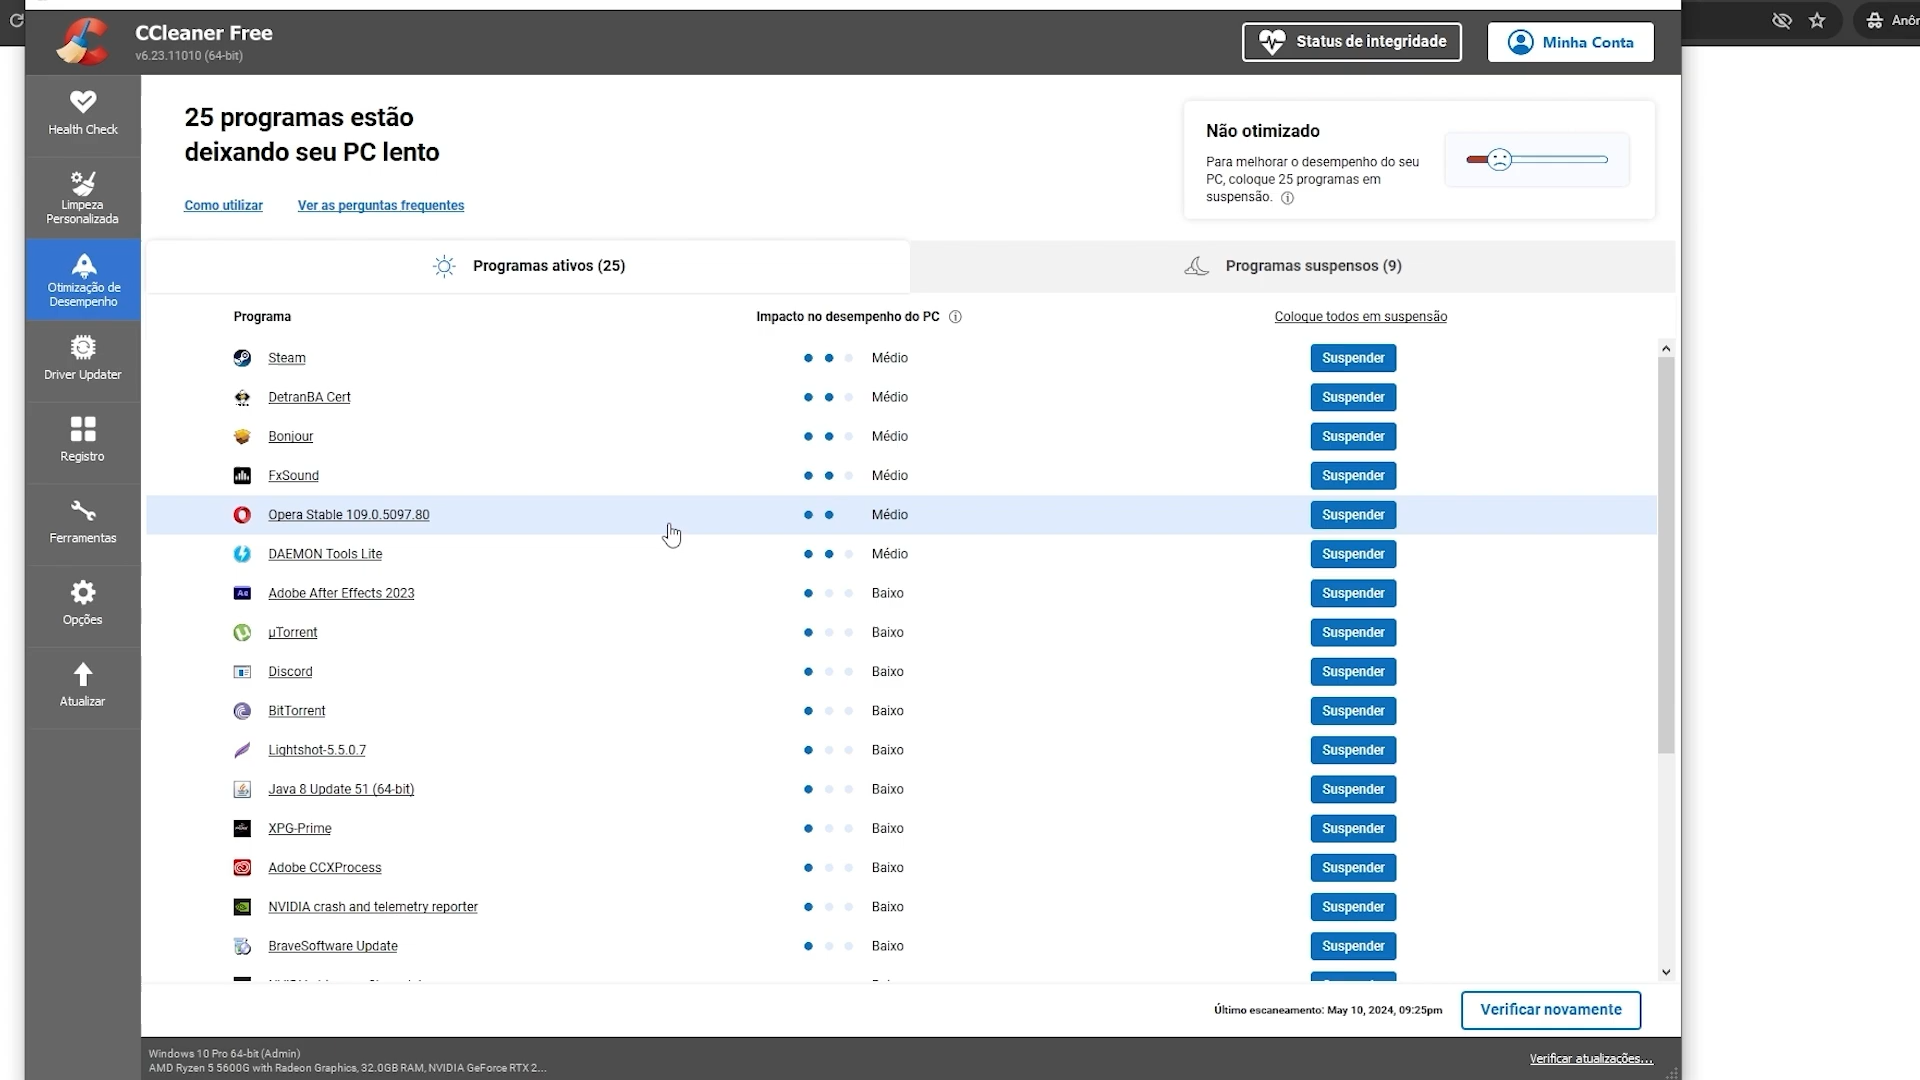 CCleaner Free
v6.23.11010 (64-bit)
Status de integridade
Minha Conta
Anôn
Health Check
Limpeza
Personalizada
Otimização de
Desempenho
Driver Updater
Registro
Ferramentas
Opções
Atualizar
25 programas estão
deixando seu PC lento
Como utilizar
Ver as perguntas frequentes
Não otimizado
Para melhorar o desempenho do seu
PC, coloque 25 programas em
suspensão.
Programas ativos (25)
Programas suspensos (9)
Programa
Impacto no desempenho do PC
Coloque todos em suspensão
Steam Médio Suspender
DetranBA Cert Médio Suspender
Bonjour Médio Suspender
FxSound Médio Suspender
Opera Stable 109.0.5097.80 Médio Suspender
DAEMON Tools Lite Médio Suspender
Adobe After Effects 2023 Baixo Suspender
µTorrent Baixo Suspender
Discord Baixo Suspender
BitTorrent Baixo Suspender
Lightshot-5.5.0.7 Baixo Suspender
Java 8 Update 51 (64-bit) Baixo Suspender
XPG-Prime Baixo Suspender
Adobe CCXProcess Baixo Suspender
NVIDIA crash and telemetry reporter Baixo Suspender
BraveSoftware Update Baixo Suspender
Último escaneamento: May 10, 2024, 09:25pm
Verificar novamente
Windows 10 Pro 64-bit (Admin)
AMD Ryzen 5 5600G with Radeon Graphics, 32.0GB RAM, NVIDIA GeForce RTX 2...
Verificar atualizações...